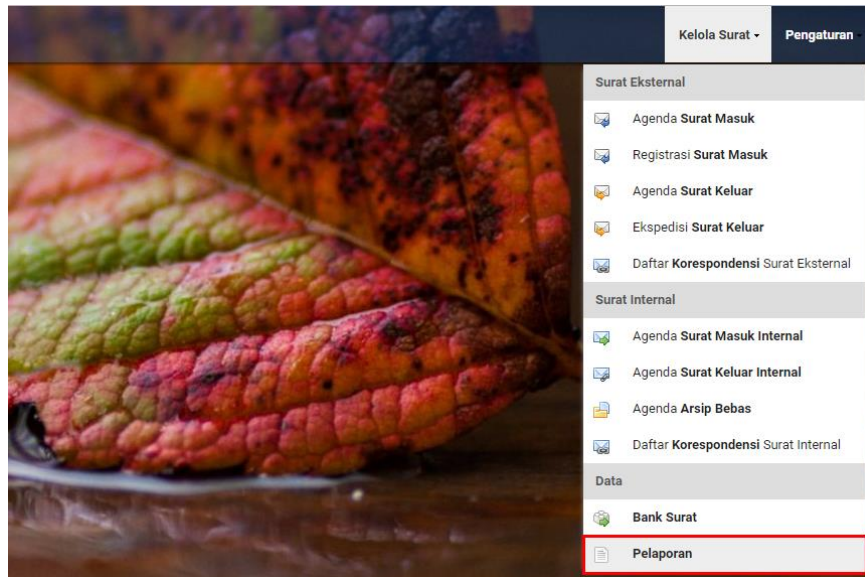 Kelola Surat Pengaturan
Surat Eksternal
Agenda Surat Masuk
Registrasi Surat Masuk
Agenda Surat Keluar
Ekspedisi Surat Keluar
Daftar Korespondensi Surat Eksternal
Surat Internal
Agenda Surat Masuk Internal
Agenda Surat Keluar Internal
Agenda Arsip Bebas
Daftar Korespondensi Surat Internal
Data
Bank Surat
Pelaporan